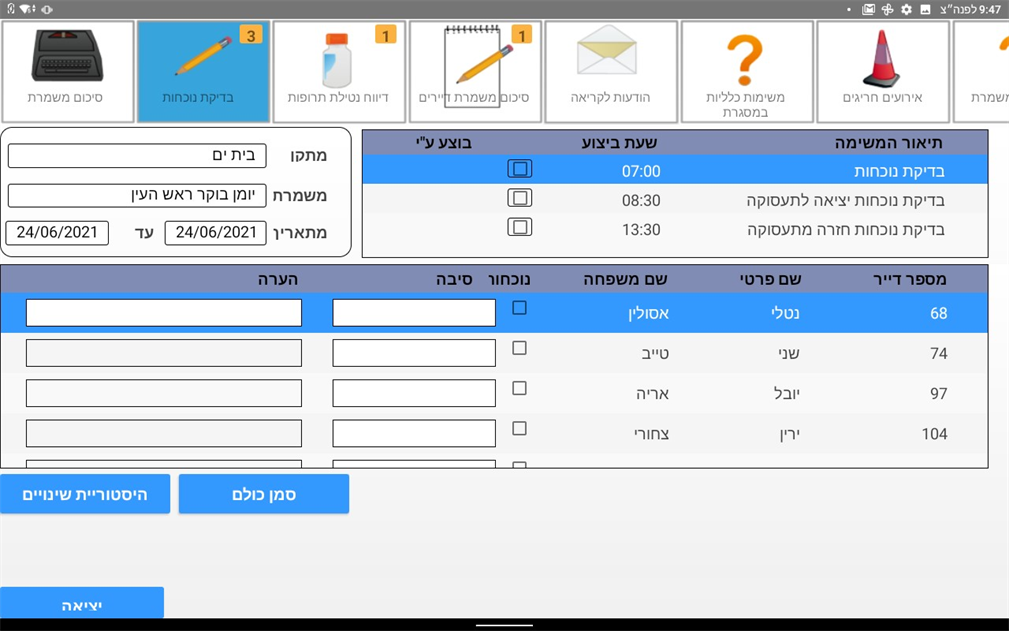 9:47 לפנה״צ
משמרת
אירועים חריגים
משימות כלליות
במסגרת
הודעות לקריאה
1
סיכום משמרת דיירים
1
דיווח נטילת תרופות
3
בדיקת נוכחות
סיכום משמרת
תיאור המשימה שעת ביצוע בוצע ע"י
בדיקת נוכחות 07:00
בדיקת נוכחות יציאה לתעסוקה 08:30
בדיקת נוכחות חזרה מתעסוקה 13:30
מתקן בית ים
משמרת יומן בוקר ראש העין
מתאריך 24/06/2021 עד 24/06/2021
מספר דייר שם פרטי שם משפחה נוכחור סיבה הערה
68 נטלי אסולין
74 שני טייב
97 יובל אריה
104 ירין צחורי
סמן כולם
היסטוריית שינויים
יציאה